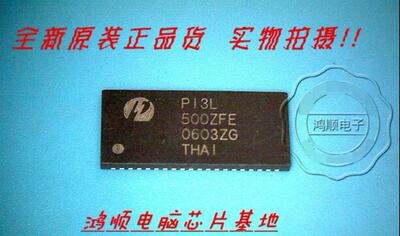 全新原装正品货 实物拍摄!!
PI3L
500ZFE
0603ZG
THAI
鸿顺电子
鸿顺电脑芯片基地